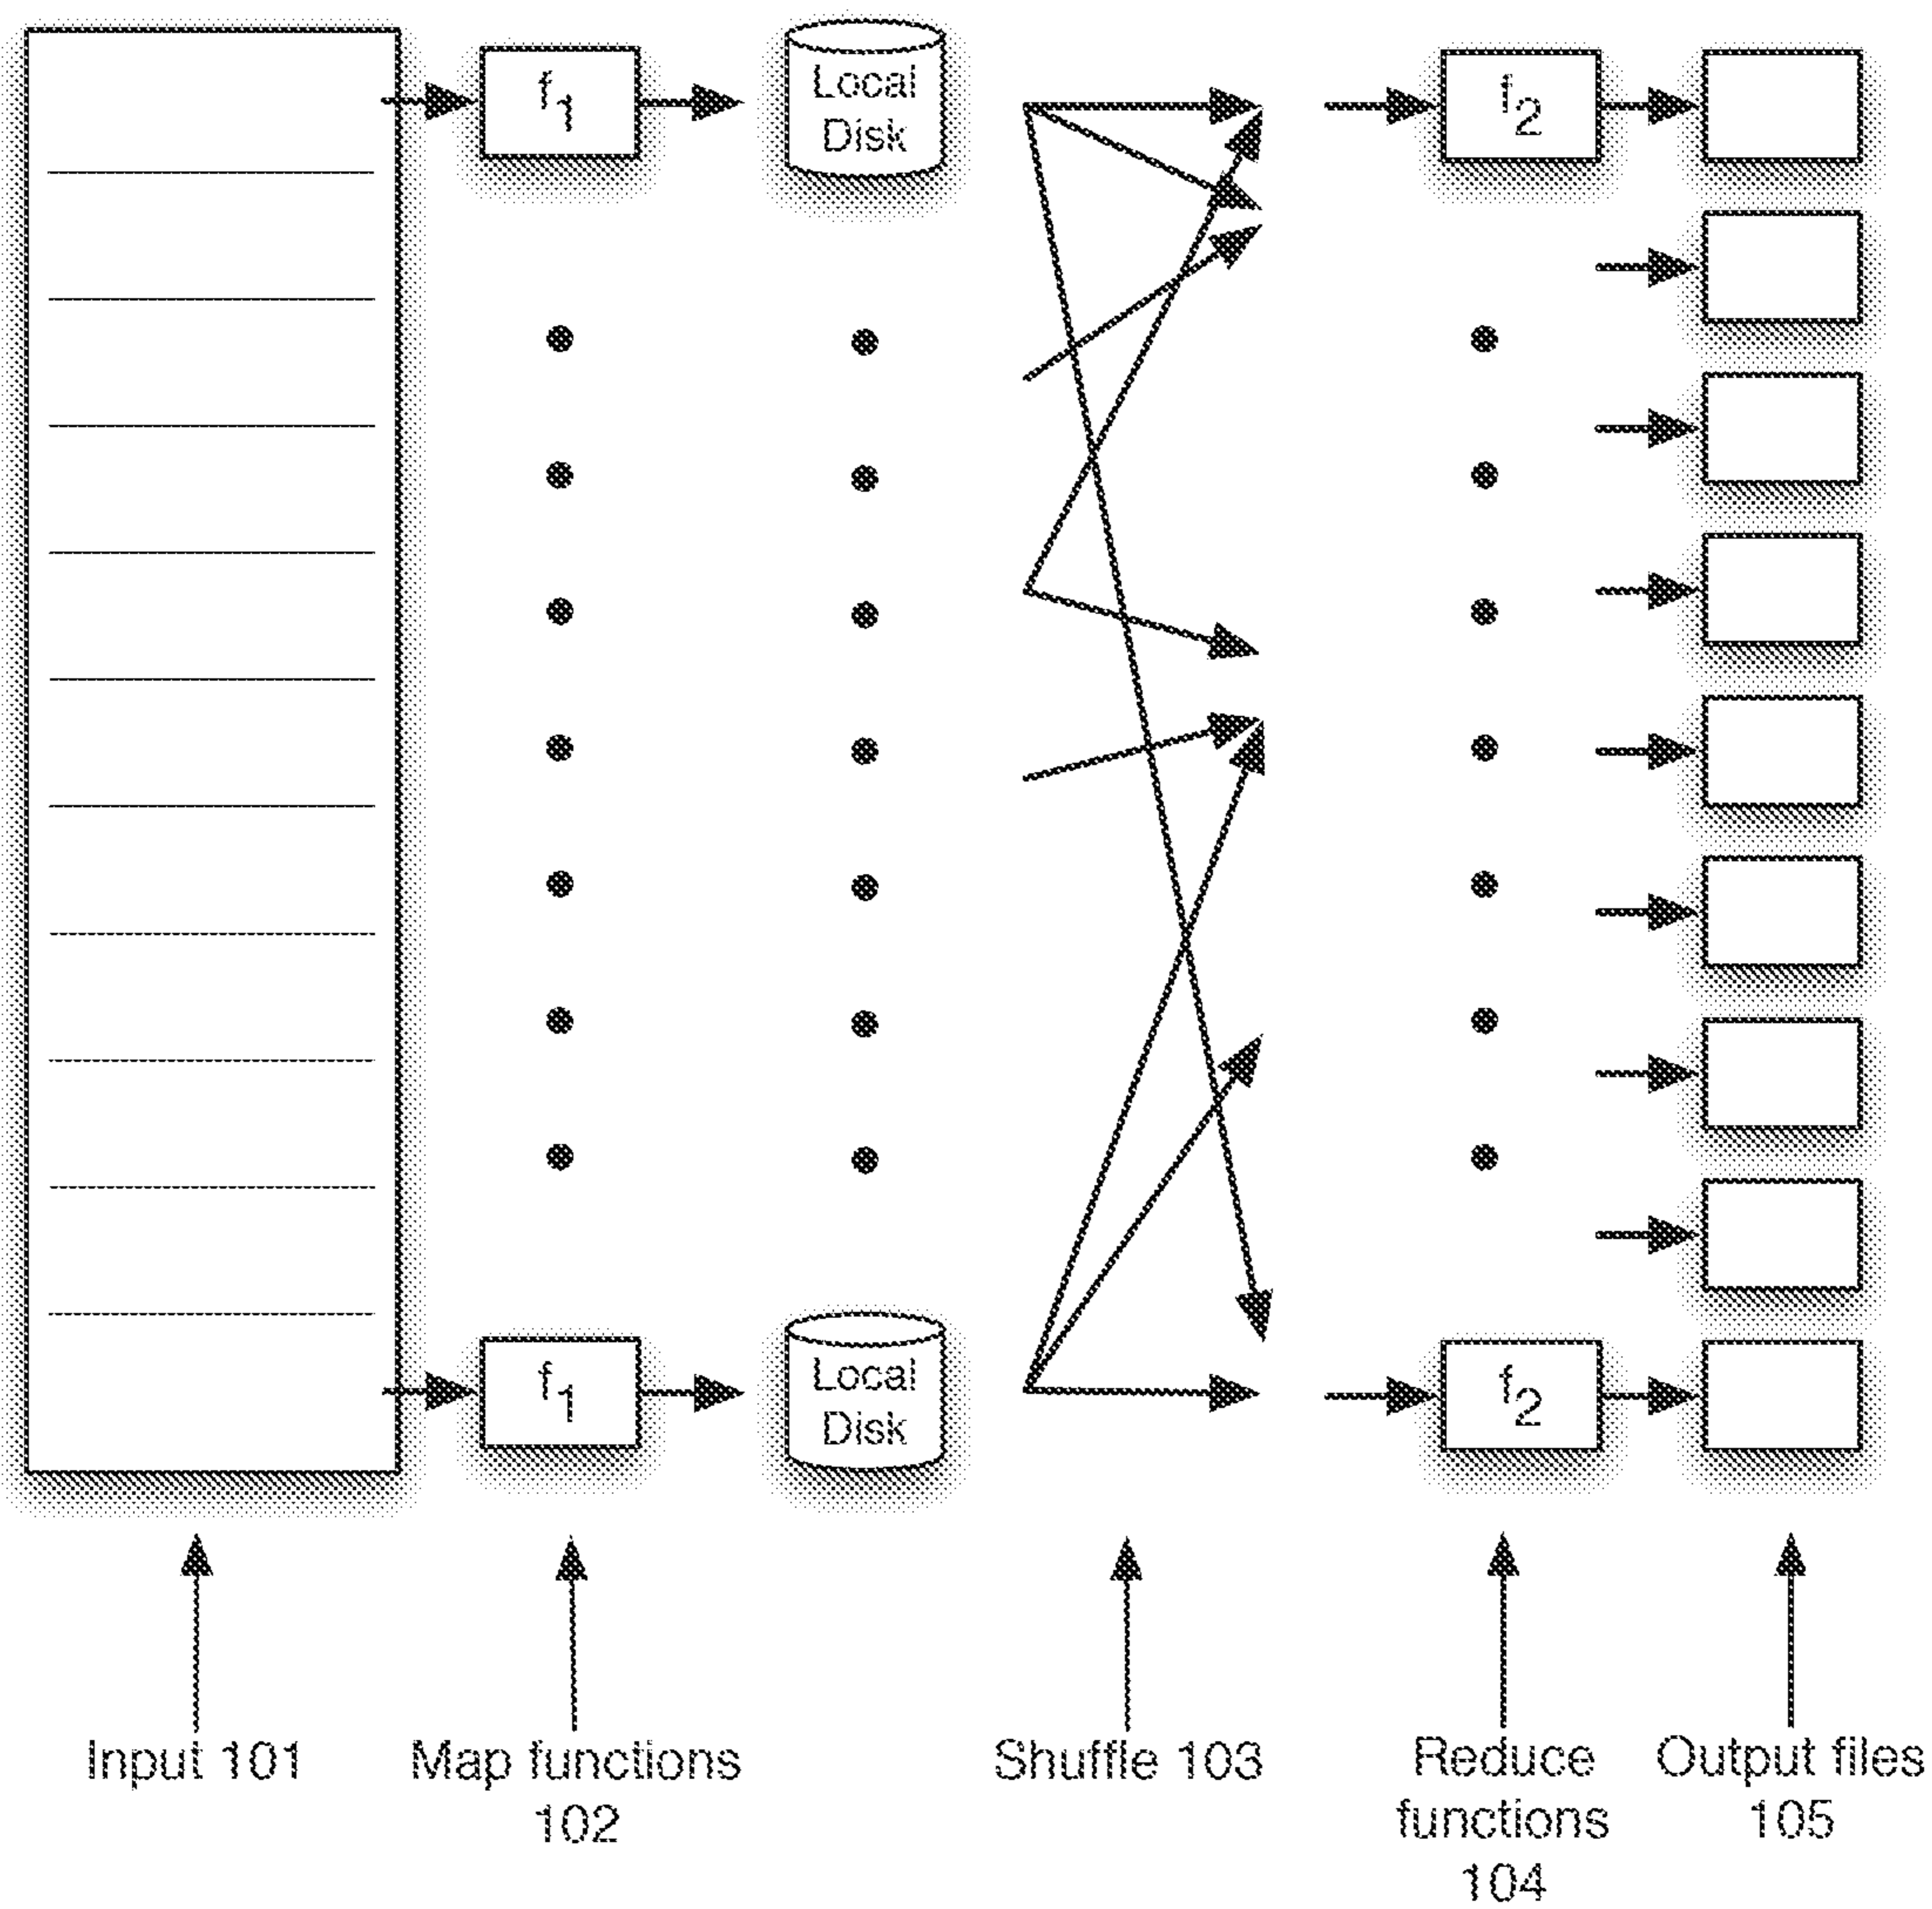 f1
Local
Disk
f2
f1
Local
Disk
f2
Input 101
Map functions
102
Shuffle 103
Reduce
functions
104
Output files
105